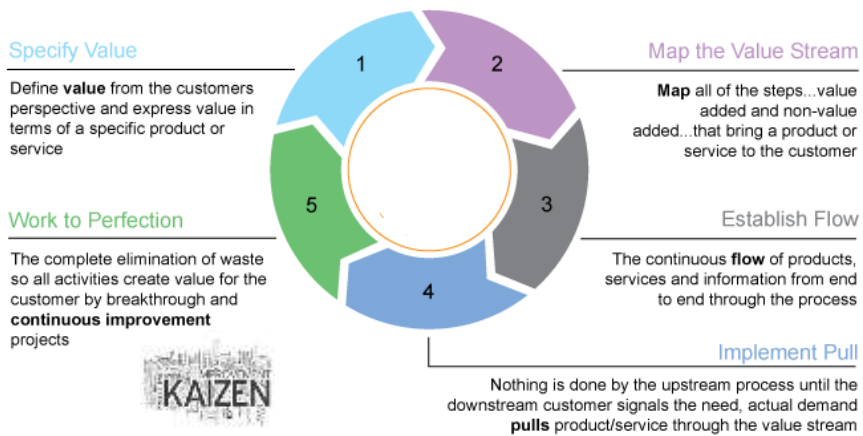 Specify Value
Define value from the customers
perspective and express value in
terms of a specific product or
service
1
2
Map the Value Stream
Map all of the steps...value
added and non-value
added...that bring a product or
service to the customer
3
Establish Flow
The continuous flow of products,
services and information from end
to end through the process
4
Implement Pull
Nothing is done by the upstream process until the
downstream customer signals the need, actual demand
pulls product/service through the value stream
5
Work to Perfection
The complete elimination of waste
so all activities create value for the
customer by breakthrough and
continuous improvement
projects
KAIZEN